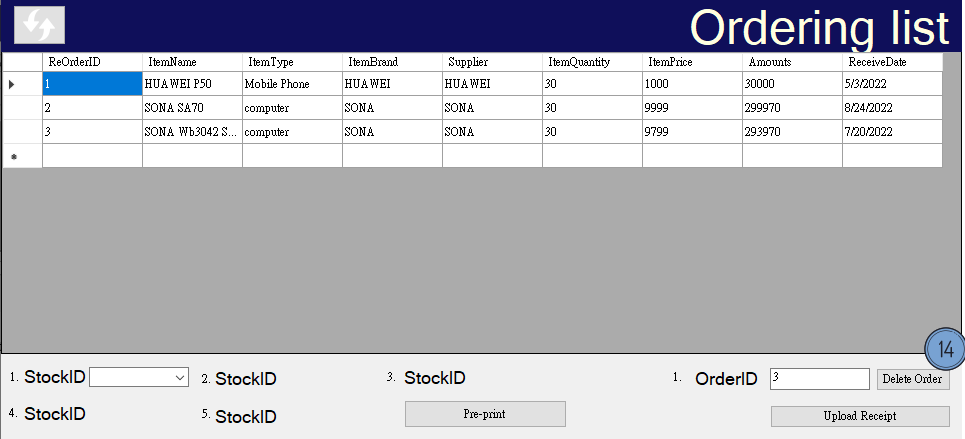 Ordering list
ReOrderID ItemName ItemType ItemBrand Supplier ItemQuantity ItemPrice Amounts ReceiveDate
1 HUAWEI P50 Mobile Phone HUAWEI HUAWEI 30 1000 30000 5/3/2022
2 SONA SA70 computer SONA SONA 30 9999 299970 8/24/2022
3 SONA Wb3042 S... computer SONA SONA 30 9799 293970 7/20/2022
14
1. StockID 2. StockID 3. StockID 1. OrderID 3 Delete Order
4. StockID 5. StockID Pre-print Upload Receipt